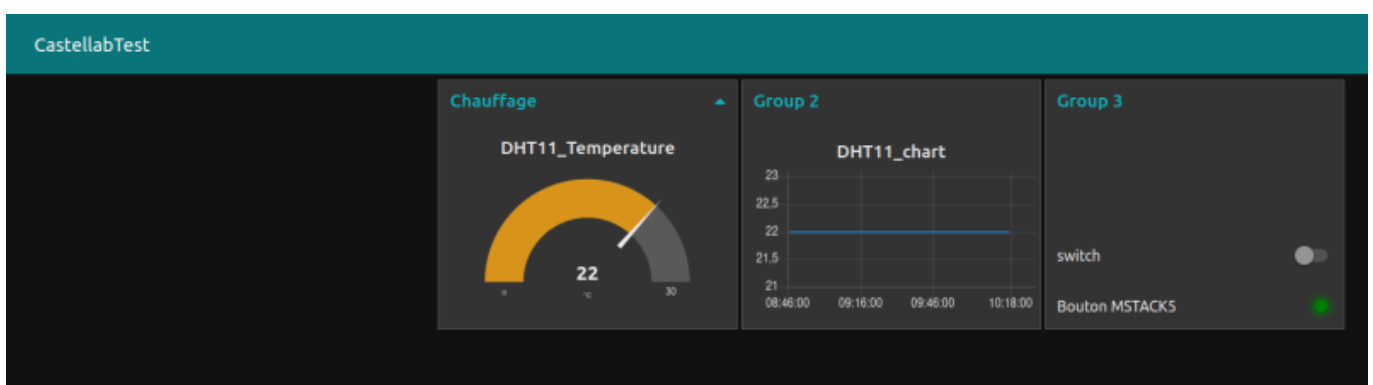 CastellabTest
Chauffage
DHT11_Temperature
22
°C
0
30
Group 2
DHT11_chart
23
22,5
22
21,5
21
08:46:00 09:16:00 09:46:00 10:18:00
Group 3
switch
Bouton MSTACK5